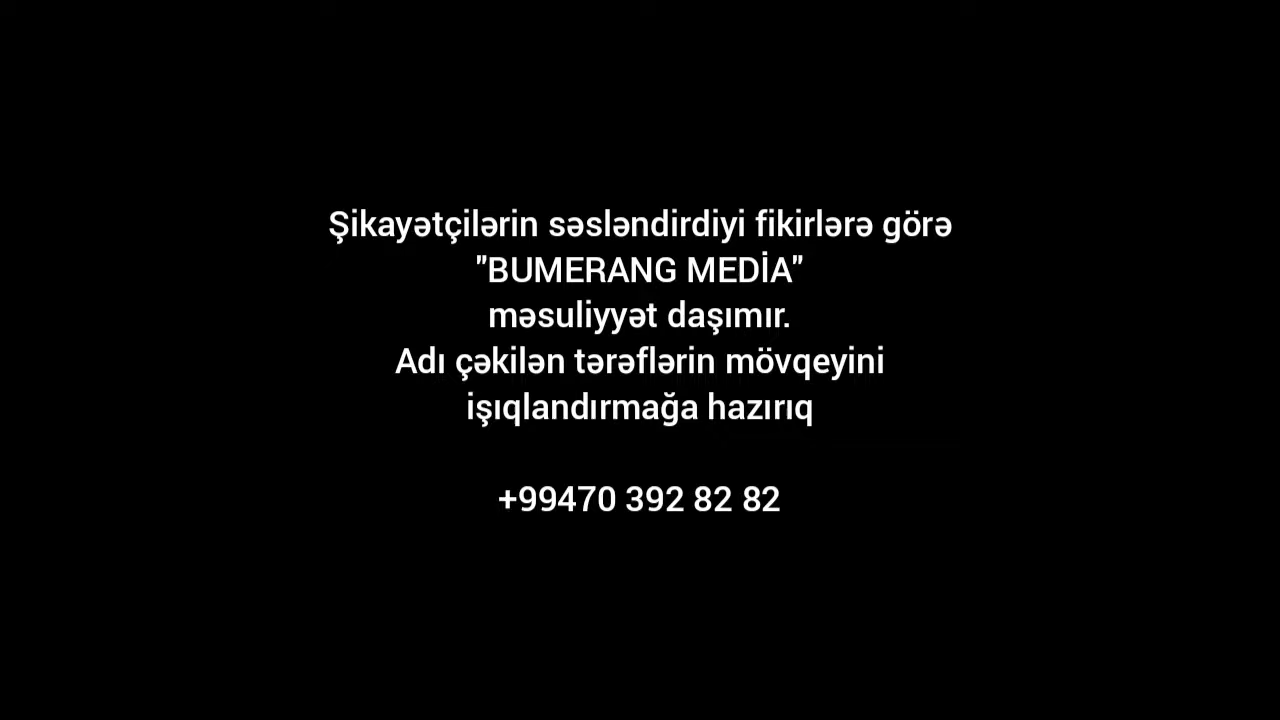 Şikayətçilərin səsləndirdiyi fikirlərə görə
"BUMERANG MEDİA"
məsuliyyət daşımır.
Adı çəkilən tərəflərin mövqeyini
işıqlandırmağa hazırıq
+99470 392 82 82